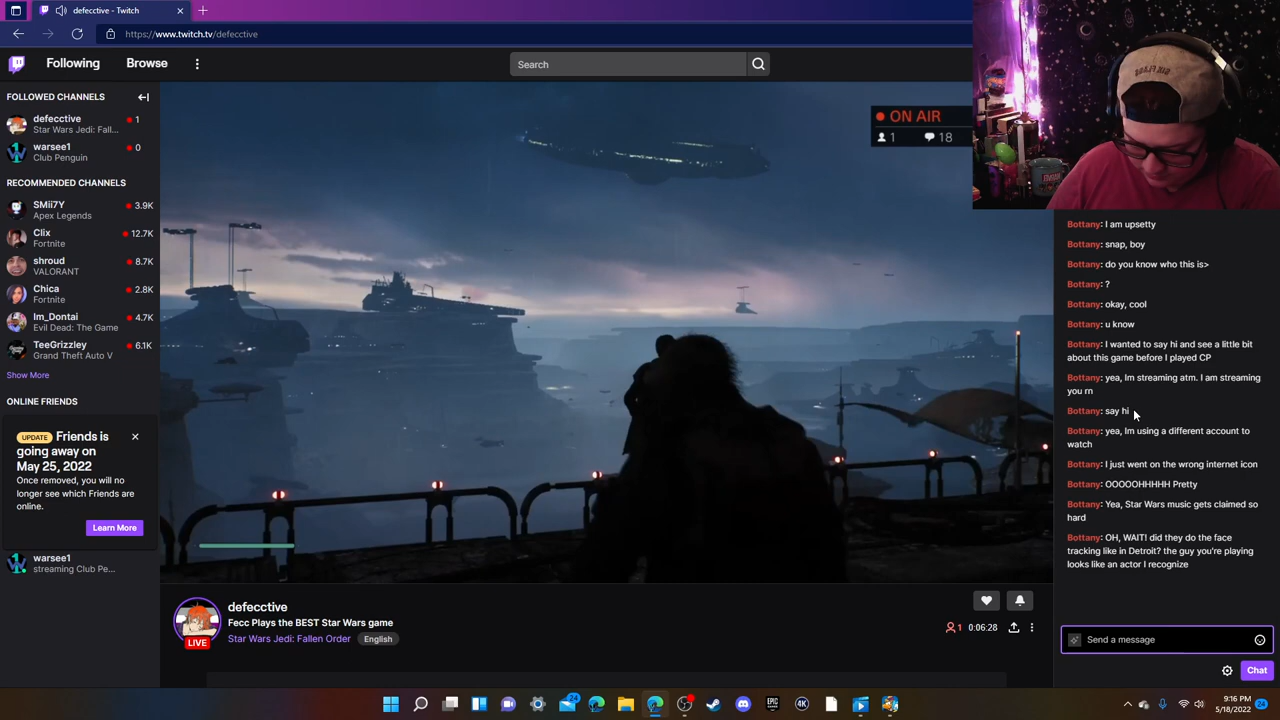 defecctive - Twitch
https://www.twitch.tv/defecctive
Following
Browse
Search
FOLLOWED CHANNELS
defecctive
1
Star Wars Jedi: Fall...
warsee1
0
Club Penguin
RECOMMENDED CHANNELS
SMii7Y
3.9K
Apex Legends
Clix
12.7K
Fortnite
shroud
8.7K
VALORANT
Chica
2.8K
Fortnite
Im_Dontai
4.7K
Evil Dead: The Game
TeeGrizzley
6.1K
Grand Theft Auto V
Show More
ONLINE FRIENDS
UPDATE Friends is
going away on
May 25, 2022
Once removed, you will no
longer see which Friends are
online.
Learn More
warsee1
streaming Club Pe...
ON AIR
1
18
LIVE
defecctive
Fecc Plays the BEST Star Wars game
Star Wars Jedi: Fallen Order
English
1
0:06:28
Bottany: I am upsetty
Bottany: snap, boy
Bottany: do you know who this is>
Bottany: ?
Bottany: okay, cool
Bottany: u know
Bottany: I wanted to say hi and see a little bit
about this game before I played CP
Bottany: yea, Im streaming atm. I am streaming
you rn
Bottany: say hi
Bottany: yea, Im using a different account to
watch
Bottany: I just went on the wrong internet icon
Bottany: OOOOOHHHHH Pretty
Bottany: Yea, Star Wars music gets claimed so
hard
Bottany: OH, WAIT! did they do the face
tracking like in Detroit? the guy you're playing
looks like an actor I recognize
Send a message
Chat
24
EPIC
GAMES
4K
9:16 PM
5/18/2022
24